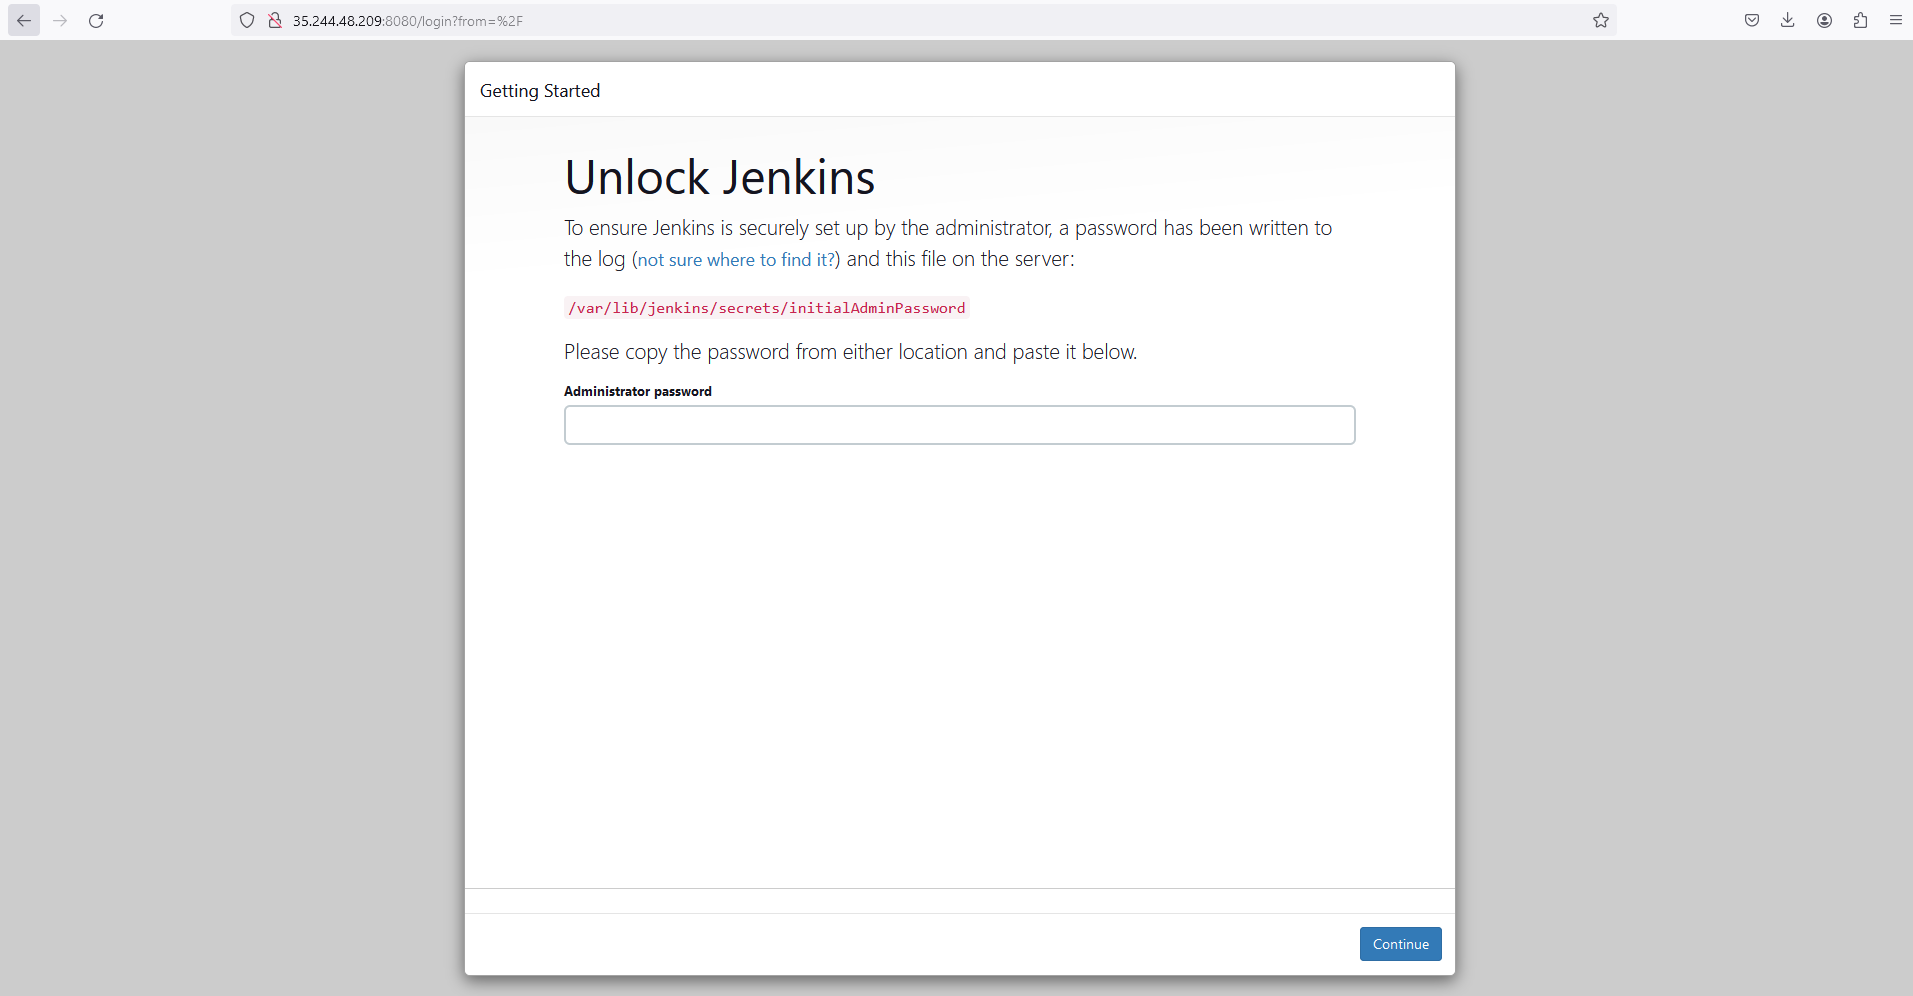 35.244.48.209:8080/login?from=%2F
Getting Started
Unlock Jenkins
To ensure Jenkins is securely set up by the administrator, a password has been written to
the log (not sure where to find it?) and this file on the server:
/var/lib/jenkins/secrets/initialAdminPassword
Please copy the password from either location and paste it below.
Administrator password
Continue